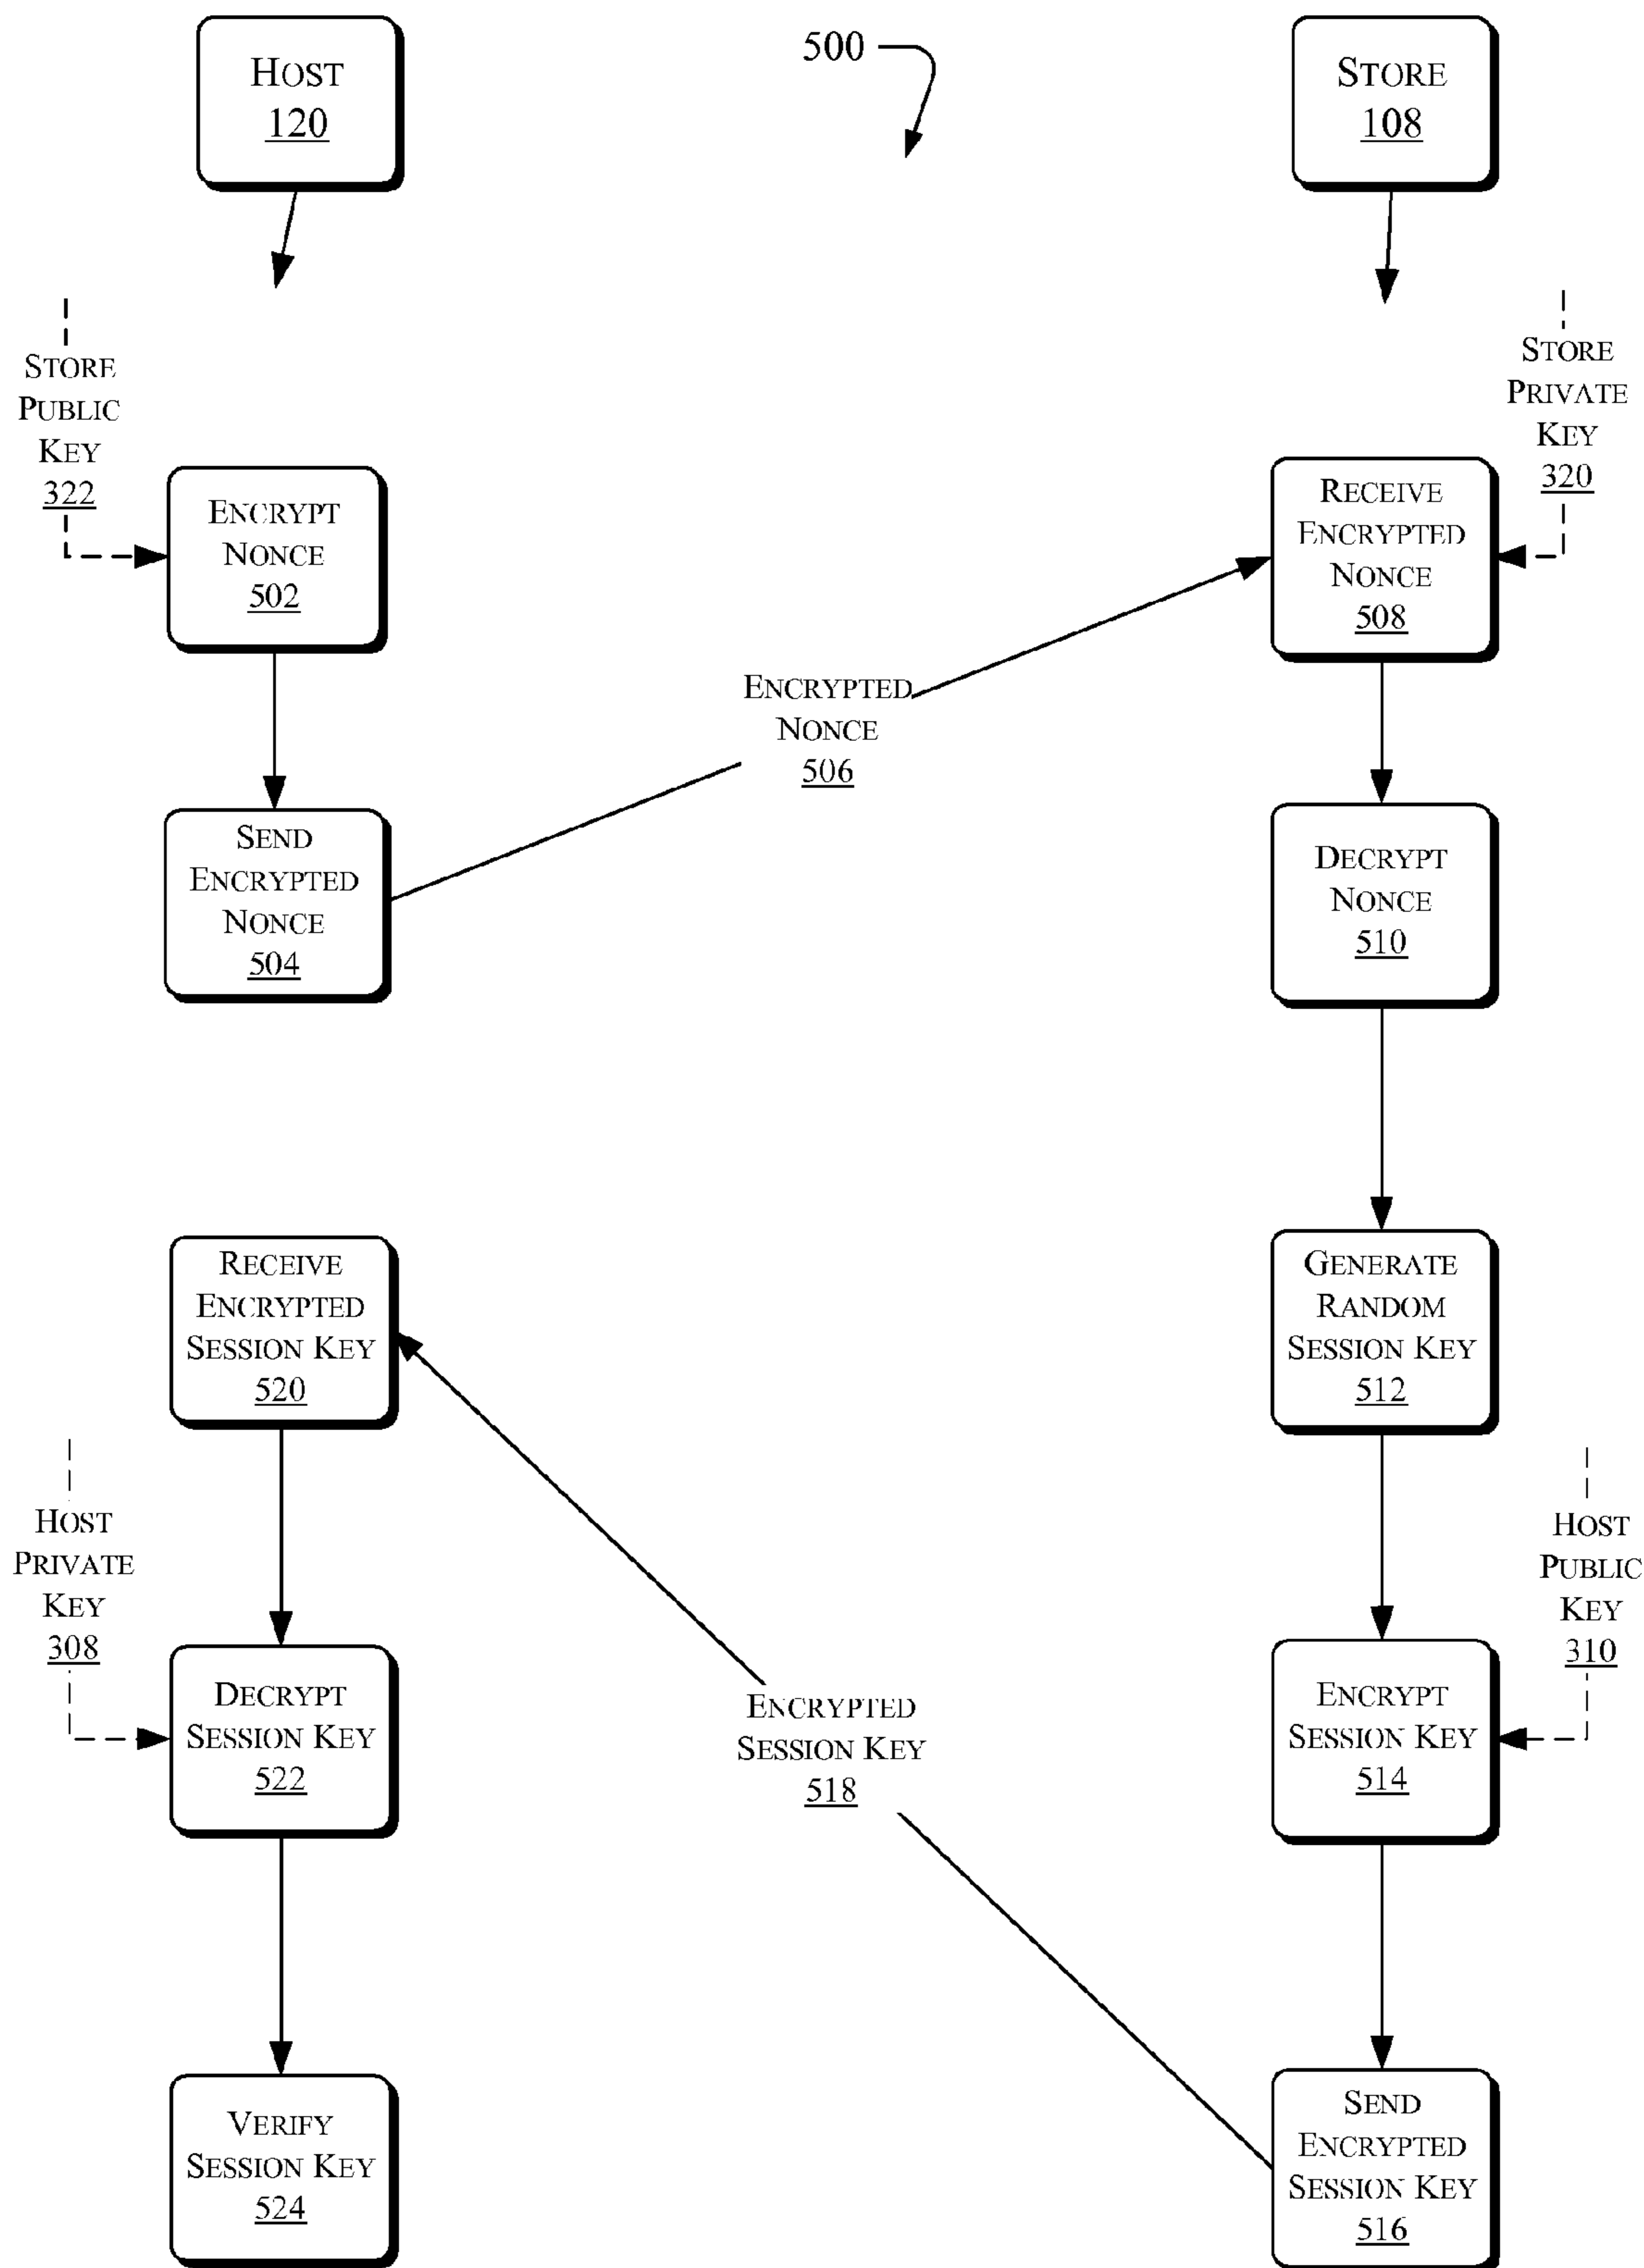 HOST
120
500
STORE
108
STORE
PUBLIC
KEY
322
STORE
PRIVATE
KEY
320
ENCRYPT
NONCE
502
RECEIVE
ENCRYPTED
NONCE
508
ENCRYPTED
NONCE
506
SEND
ENCRYPTED
NONCE
504
DECRYPT
NONCE
510
RECEIVE
ENCRYPTED
SESSION KEY
520
GENERATE
RANDOM
SESSION KEY
512
HOST
PRIVATE
KEY
308
HOST
PUBLIC
KEY
310
DECRYPT
SESSION KEY
522
ENCRYPTED
SESSION KEY
518
ENCRYPT
SESSION KEY
514
VERIFY
SESSION KEY
524
SEND
ENCRYPTED
SESSION KEY
516